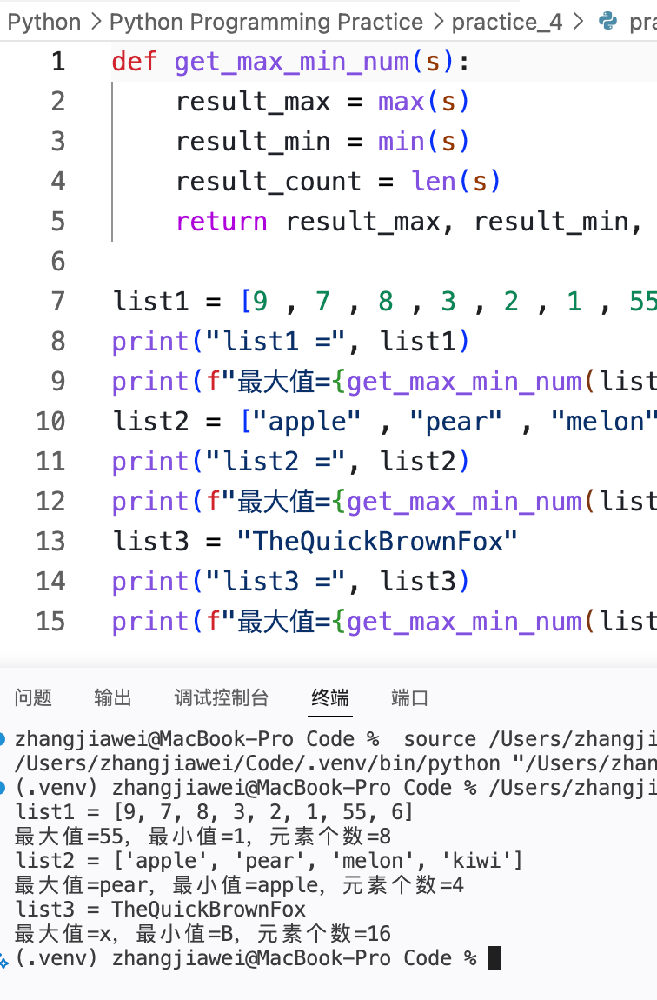 Python > Python Programming Practice > practice_4 > pra
1 def get_max_min_num(s):
2     result_max = max(s)
3     result_min = min(s)
4     result_count = len(s)
5     return result_max, result_min,
6
7 list1 = [9 , 7 , 8 , 3 , 2 , 1 , 55
8 print("list1 =", list1)
9 print(f"最大值={get_max_min_num(list
10 list2 = ["apple" , "pear" , "melon"
11 print("list2 =", list2)
12 print(f"最大值={get_max_min_num(list
13 list3 = "TheQuickBrownFox"
14 print("list3 =", list3)
15 print(f"最大值={get_max_min_num(list
问题 输出 调试控制台 终端 端口
zhangjiawei@MacBook-Pro Code %  source /Users/zhangji
/Users/zhangjiawei/Code/.venv/bin/python "/Users/zhan
(.venv) zhangjiawei@MacBook-Pro Code % /Users/zhangji
list1 = [9, 7, 8, 3, 2, 1, 55, 6]
最大值=55, 最小值=1, 元素个数=8
list2 = ['apple', 'pear', 'melon', 'kiwi']
最大值=pear, 最小值=apple, 元素个数=4
list3 = TheQuickBrownFox
最大值=x, 最小值=B, 元素个数=16
(.venv) zhangjiawei@MacBook-Pro Code %